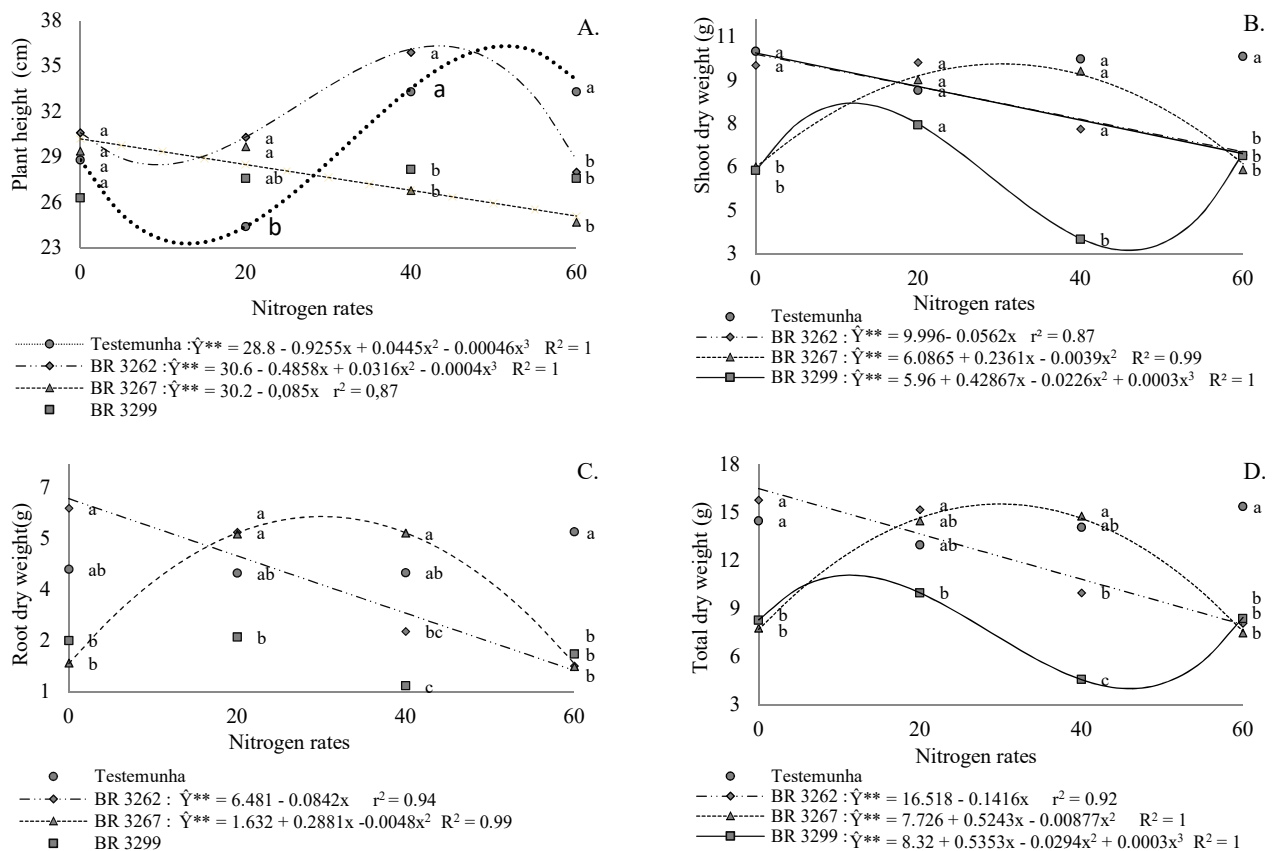 A.
Plant height (cm)
38
35
32
29
26
23
a
a
a
a
a
a
ab
b
a
a
b
b
a
b
b
b
0 20 40 60
Nitrogen rates
Testemunha : Ŷ** = 28.8 - 0.9255x + 0.0445x² - 0.00046x³ R² = 1
BR 3262 : Ŷ** = 30.6 - 0.4858x + 0.0316x² - 0.0004x³ R² = 1
BR 3267 : Ŷ** = 30.2 - 0,085x r² = 0,87
BR 3299
B.
Shoot dry weight (g)
11
9
8
6
5
3
a
a
b
b
a
a
a
a
a
a
a
b
a
b
b
b
0 20 40 60
Nitrogen rates
Testemunha
BR 3262 : Ŷ** = 9.996- 0.0562x r² = 0.87
BR 3267 : Ŷ** = 6.0865 + 0.2361x - 0.0039x² R² = 0.99
BR 3299 : Ŷ** = 5.96 + 0.42867x - 0.0226x² + 0.0003x³ R² = 1
C.
Root dry weight(g)
7
5
4
2
1
a
ab
b
b
a
a
ab
b
a
ab
bc
c
a
b
b
b
0 20 40 60
Nitrogen rates
Testemunha
BR 3262 : Ŷ** = 6.481 - 0.0842x r² = 0.94
BR 3267 : Ŷ** = 1.632 + 0.2881x -0.0048x² R² = 0.99
BR 3299
D.
Total dry weight (g)
18
15
12
9
6
3
a
a
b
b
a
ab
ab
b
a
ab
b
c
a
b
b
b
0 20 40 60
Nitrogen rates
Testemunha
BR 3262 : Ŷ** = 16.518 - 0.1416x r² = 0.92
BR 3267 : Ŷ** = 7.726 + 0.5243x - 0.00877x² R² = 1
BR 3299 : Ŷ** = 8.32 + 0.5353x - 0.0294x² + 0.0003x³ R² = 1